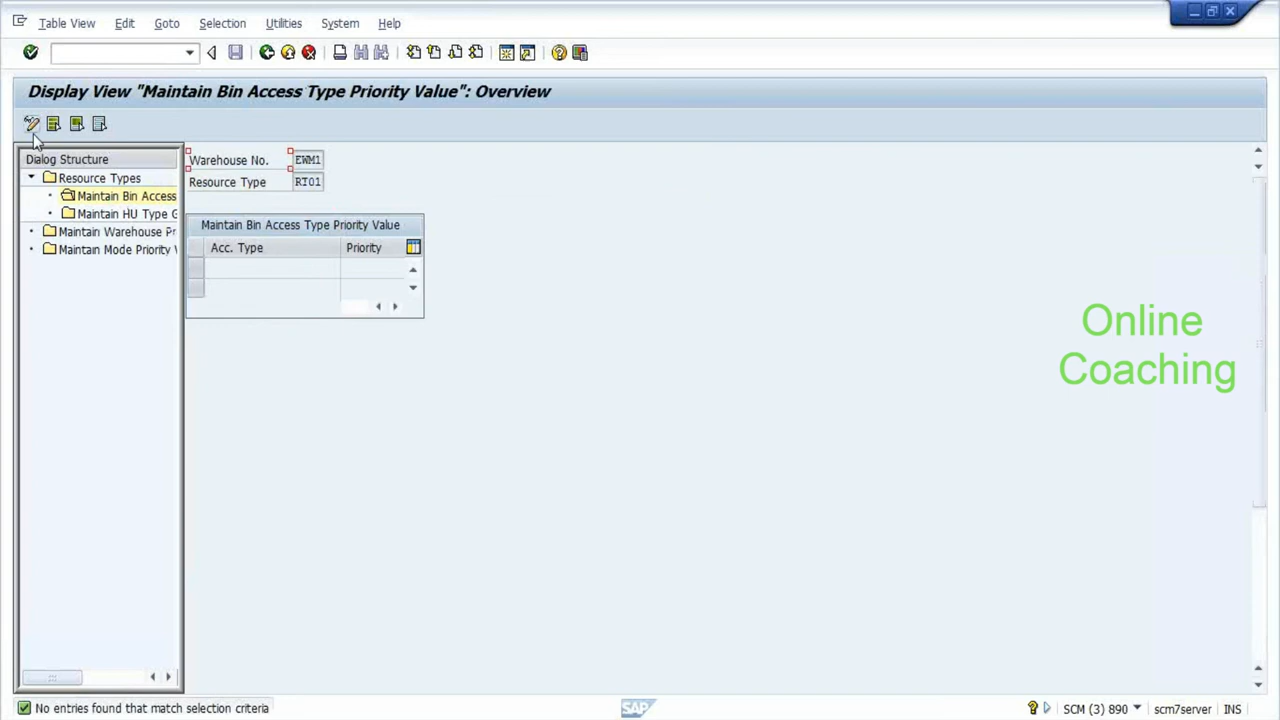 Table View Edit Goto Selection Utilities System Help
Display View "Maintain Bin Access Type Priority Value": Overview
Dialog Structure
Resource Types
Maintain Bin Access
Maintain HU Type G
Maintain Warehouse Pr
Maintain Mode Priority V
Warehouse No. EWM1
Resource Type RT01
Maintain Bin Access Type Priority Value
Acc. Type Priority
Online
Coaching
No entries found that match selection criteria
SAP
SCM (3) 890 scm7server INS